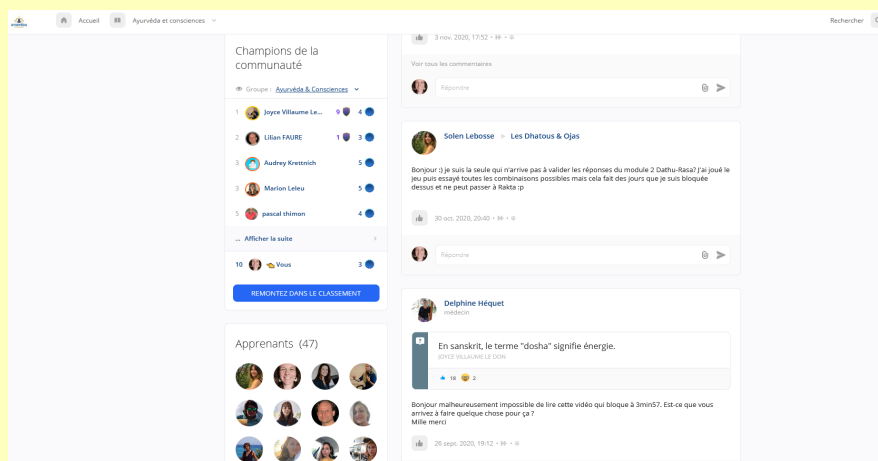 Accueil
Ayurvéda et consciences
Rechercher
Champions de la
communauté
Groupe : Ayurvéda & Consciences
1 Joyce Villaume Le... 9 4
2 Lilian FAURE 1 3
3 Audrey Krettnich 5
3 Marion Leleu 5
5 pascal thimon 4
... Afficher la suite
10 Vous 3
REMONTEZ DANS LE CLASSEMENT
Apprenants (47)
3 nov. 2020, 17:52
Voir tous les commentaires
Répondre
Solen Lebosse Les Dhatous & Ojas
Bonjour :) je suis la seule qui n'arrive pas à valider les réponses du module 2 Dathu-Rasa? J'ai joué le
jeu puis essayé toutes les combinaisons possibles mais cela fait des jours que je suis bloquée
dessus et ne peut passer à Rakta :p
30 oct. 2020, 20:40
Répondre
Delphine Héquet
médecin
En sanskrit, le terme "dosha" signifie énergie.
JOYCE VILLAUME LE DON
18 2
Bonjour malheureusement impossible de lire cette vidéo qui bloque à 3min57. Est-ce que vous
arrivez à faire quelque chose pour ça ?
Mille merci
26 sept. 2020, 19:12